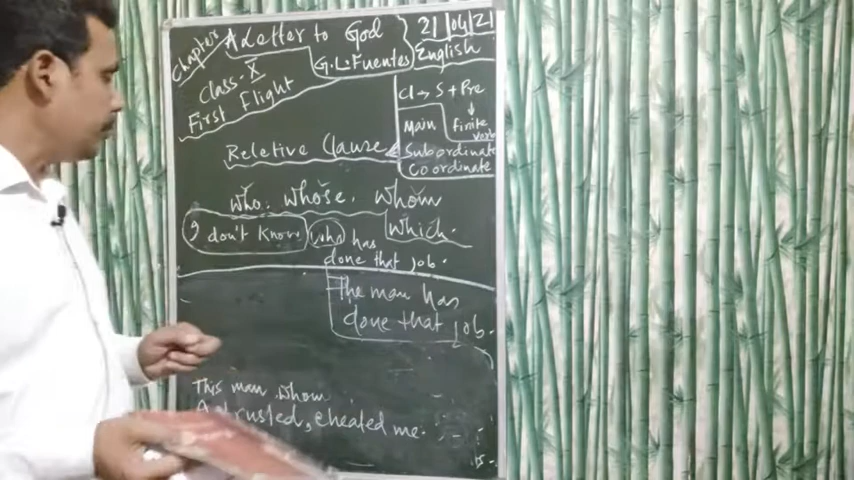 Chapter A Letter to God
21/04/21
G.L.Fuentes
English
Class-X
First Flight
Cl → S + Pre
Main finite verb
Subordinate
Coordinate
Reletive Clause
who, whose, whom
which.
I don't know who has
done that job.
The man has
done that job.
This man whom
trusted, cheated me.